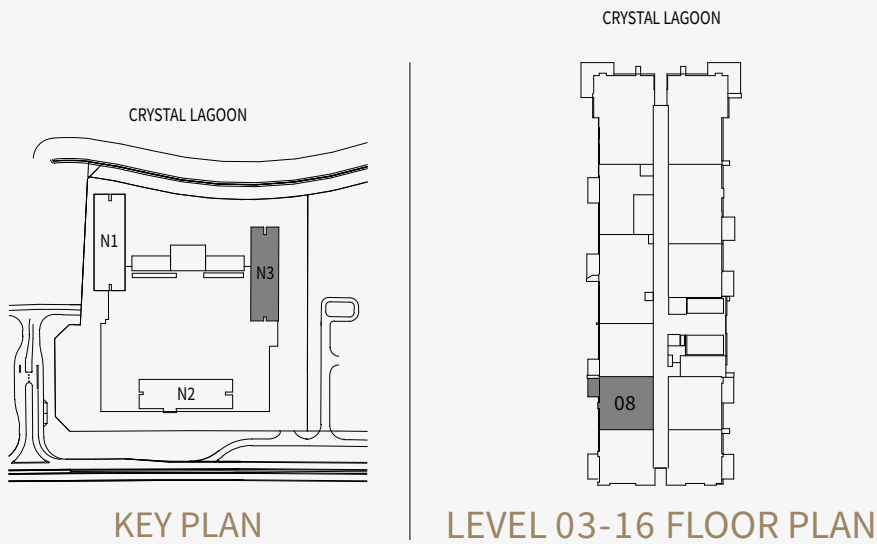 CRYSTAL LAGOON
N1
N3
N2
KEY PLAN
CRYSTAL LAGOON
08
LEVEL 03-16 FLOOR PLAN